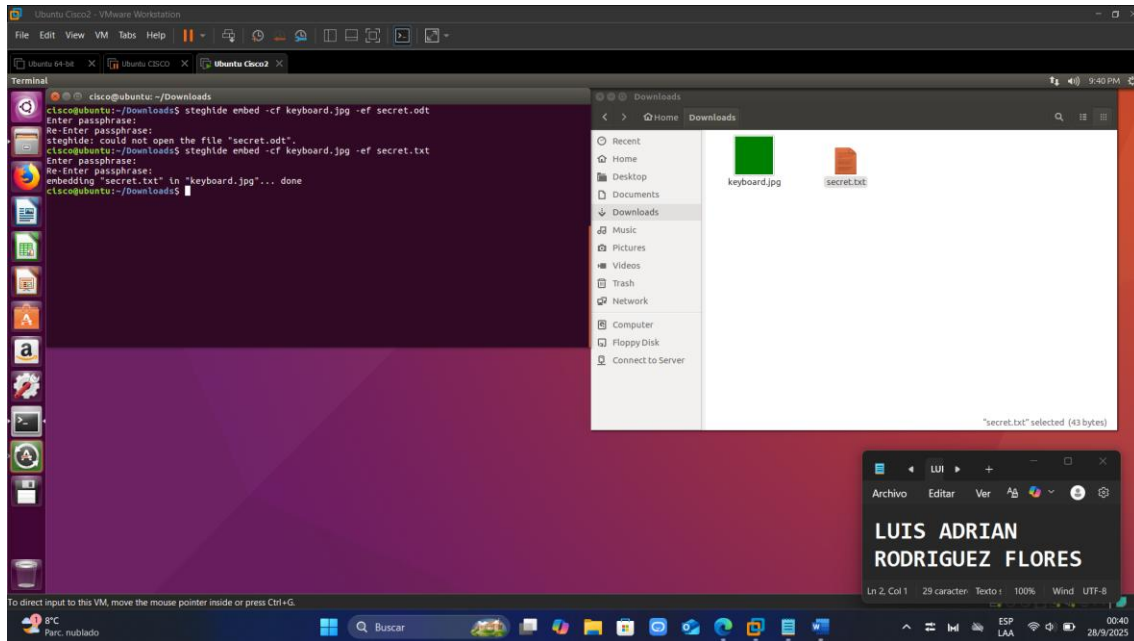 Ubuntu Cisco2 - VMware Workstation
File Edit View VM Tabs Help
Ubuntu 64-bit
Ubuntu CISCO
Ubuntu Cisco2
Terminal
9:40 PM
cisco@ubuntu: ~/Downloads
cisco@ubuntu:~/Downloads$ steghide embed -cf keyboard.jpg -ef secret.odt
Enter passphrase:
Re-Enter passphrase:
steghide: could not open the file "secret.odt".
cisco@ubuntu:~/Downloads$ steghide embed -cf keyboard.jpg -ef secret.txt
Enter passphrase:
Re-Enter passphrase:
embedding "secret.txt" in "keyboard.jpg"... done
cisco@ubuntu:~/Downloads$
Downloads
Home Downloads
Recent
Home
Desktop
Documents
Downloads
Music
Pictures
Videos
Trash
Network
Computer
Floppy Disk
Connect to Server
keyboard.jpg
secret.txt
"secret.txt" selected (43 bytes)
LUI
Archivo Editar Ver
LUIS ADRIAN
RODRIGUEZ FLORES
Ln 2, Col 1 29 caracter Texto 100% Wind UTF-8
To direct input to this VM, move the mouse pointer inside or press Ctrl+G.
8°C
Parc. nublado
Buscar
ESP
LAA
00:40
28/9/2025